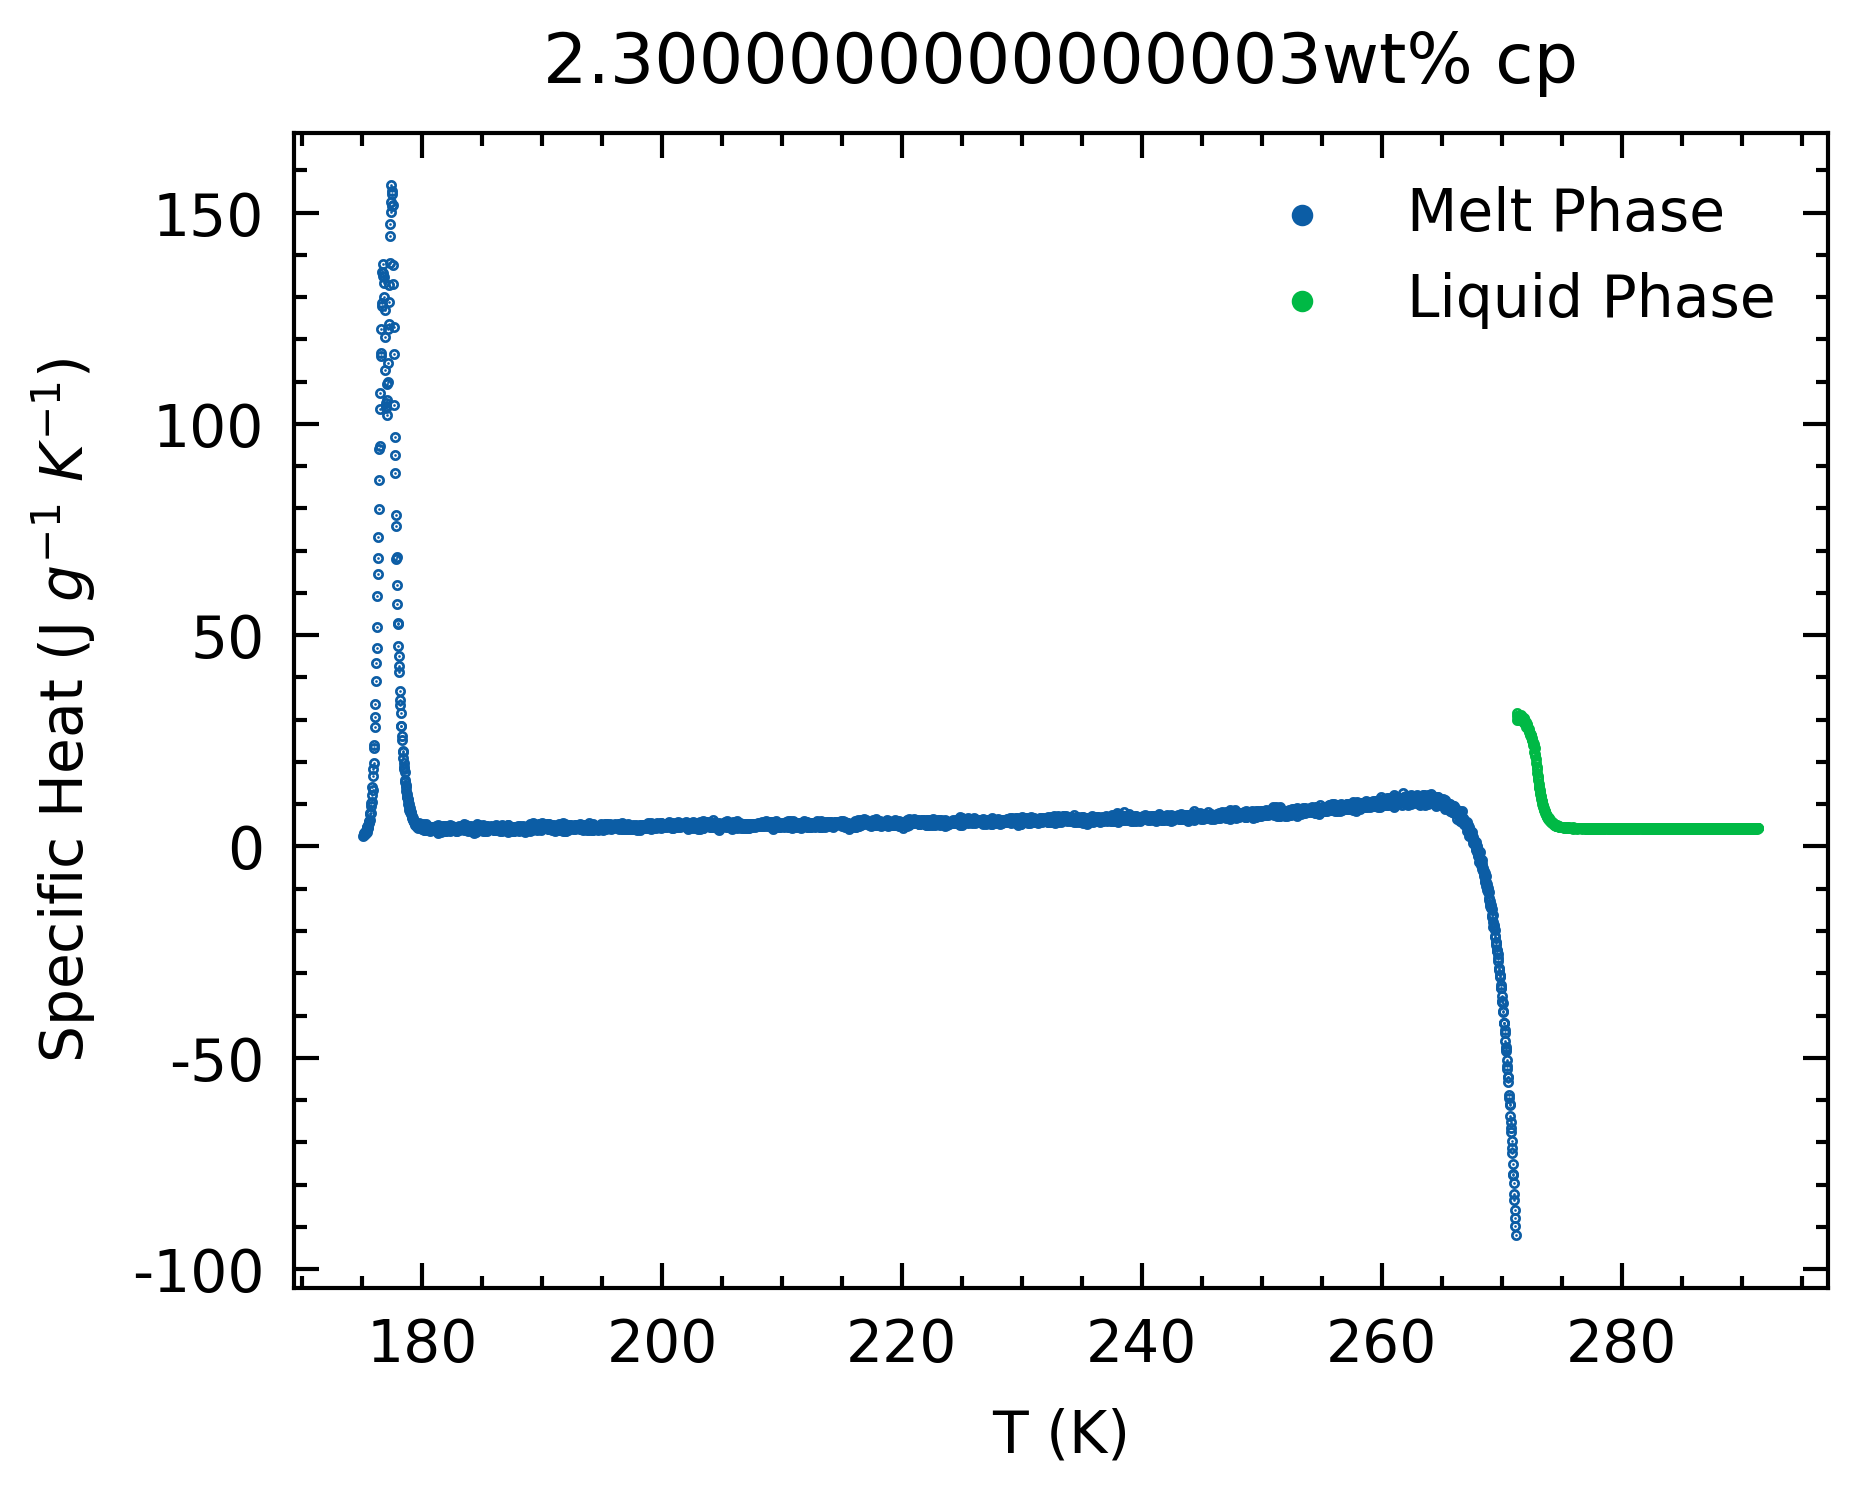 2.3000000000000003wt% cp
Melt Phase
Liquid Phase
150
100
50
0
-50
-100
Specific Heat (J g⁻¹ K⁻¹)
180 200 220 240 260 280
T (K)